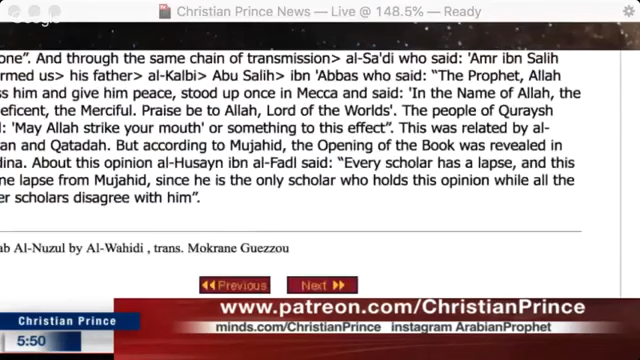 Christian Prince News — Live @ 148.5% — Ready
one”. And through the same chain of transmission> al-Sa'di who said: 'Amr ibn Salih
rmed us> his father> al-Kalbi> Abu Salih> ibn 'Abbas who said: “The Prophet, Allah
ss him and give him peace, stood up once in Mecca and said: 'In the Name of Allah, the
eficent, the Merciful. Praise be to Allah, Lord of the Worlds'. The people of Quraysh
: 'May Allah strike your mouth' or something to this effect”. This was related by al-
an and Qatadah. But according to Mujahid, the Opening of the Book was revealed in
dina. About this opinion al-Husayn ibn al-Fadl said: “Every scholar has a lapse, and this
ne lapse from Mujahid, since he is the only scholar who holds this opinion while all the
er scholars disagree with him”.
ab Al-Nuzul by Al-Wahidi , trans. Mokrane Guezzou
Previous Next
www.patreon.com/ChristianPrince
Christian Prince
minds.com/ChristianPrince instagram ArabianProphet
5:50